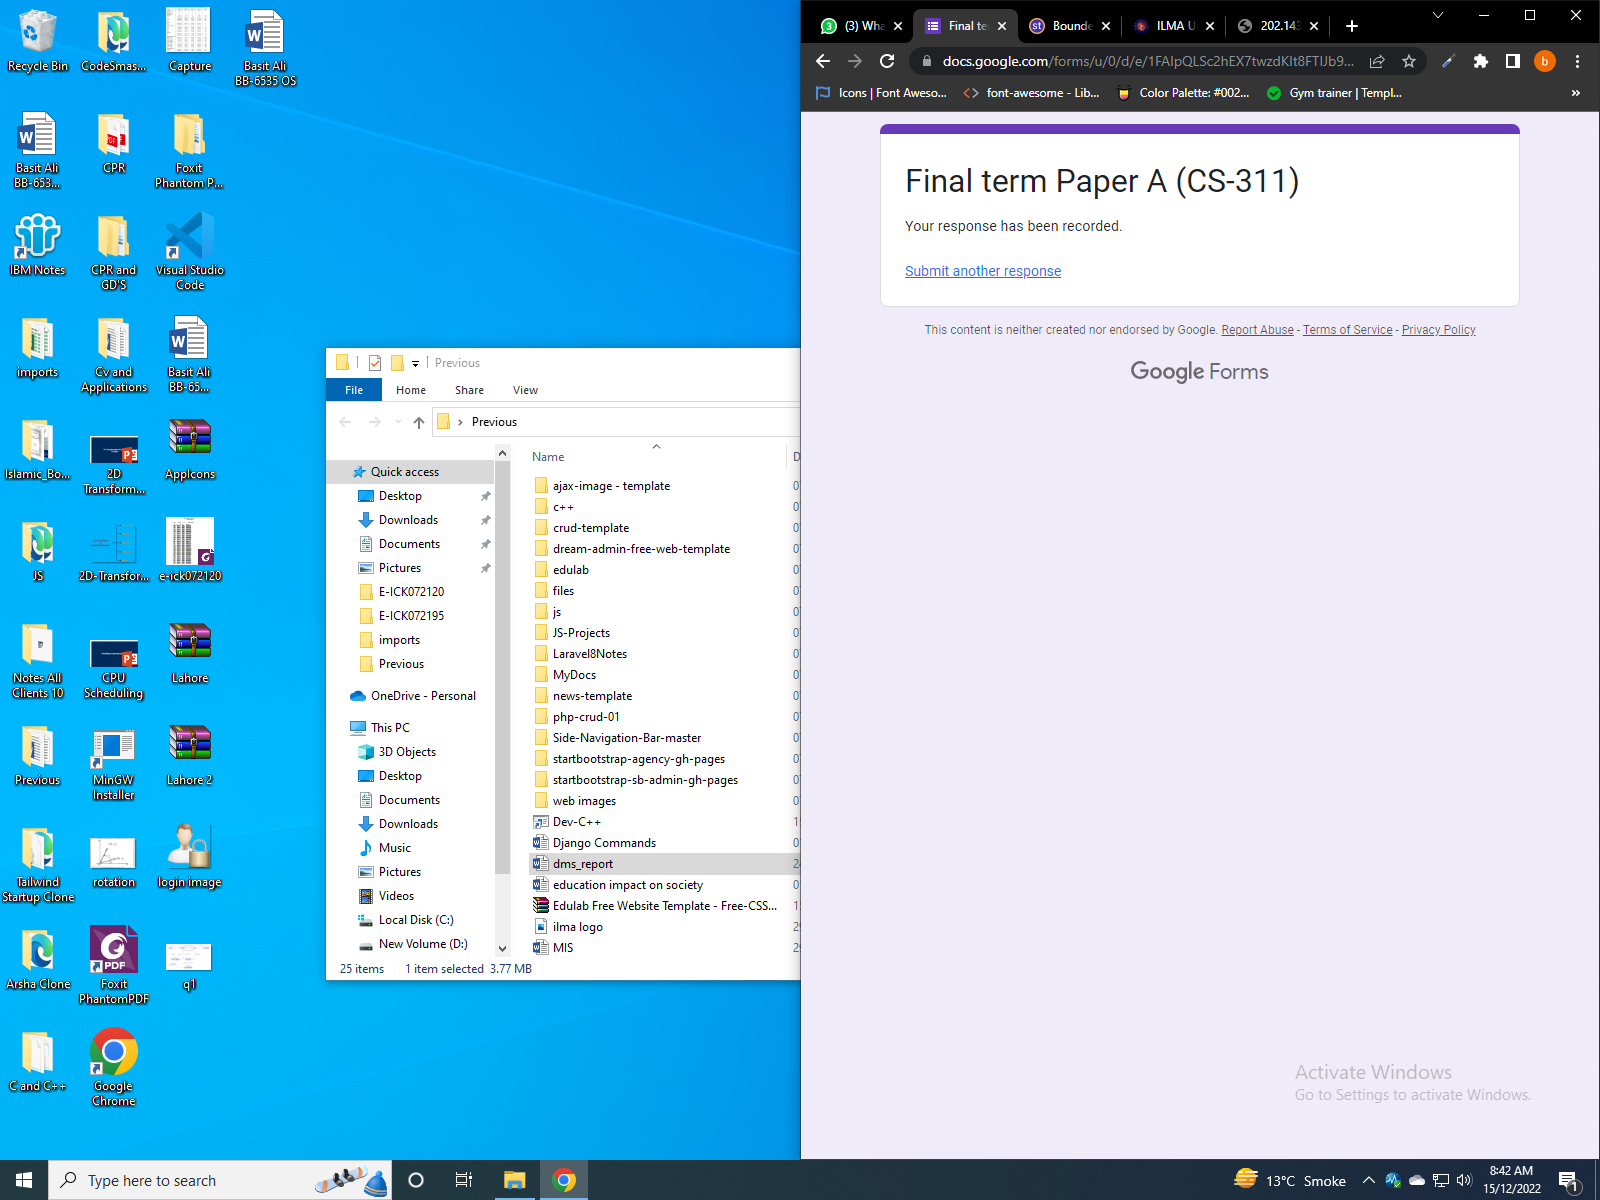 Recycle Bin
CodeSmas...
Capture
Basit Ali
BB-6535 OS
Basit Ali
BB-653...
CPR
Foxit
Phantom P...
IBM Notes
CPR and
GD'S
Visual Studio
Code
imports
Cv and
Applications
Basit Ali
BB-65...
Islamic_Bo...
2D
Transform...
AppIcons
JS
2D-Transfor...
e-ick072120
Notes All
Clients 10
CPU
Scheduling
Lahore
Previous
MinGW
Installer
Lahore 2
Tailwind
Startup Clone
rotation
login image
Arsha Clone
Foxit
PhantomPDF
q1
C and C++
Google
Chrome
Previous
File
Home
Share
View
Previous
Name
Quick access
Desktop
Downloads
Documents
Pictures
E-ICK072120
E-ICK072195
imports
Previous
OneDrive - Personal
This PC
3D Objects
Desktop
Documents
Downloads
Music
Pictures
Videos
Local Disk (C:)
New Volume (D:)
ajax-image - template
c++
crud-template
dream-admin-free-web-template
edulab
files
js
JS-Projects
Laravel8Notes
MyDocs
news-template
php-crud-01
Side-Navigation-Bar-master
startbootstrap-agency-gh-pages
startbootstrap-sb-admin-gh-pages
web images
Dev-C++
Django Commands
dms_report
education impact on society
Edulab Free Website Template - Free-CSS...
ilma logo
MIS
25 items
1 item selected 3.77 MB
(3) Wha
Final te
Bounde
ILMA U
202.143
docs.google.com/forms/u/0/d/e/1FAIpQLSc2hEX7twzdKIt8FTIJb9...
b
Icons | Font Aweso...
font-awesome - Lib...
Color Palette: #002...
Gym trainer | Templ...
Final term Paper A (CS-311)
Your response has been recorded.
Submit another response
This content is neither created nor endorsed by Google. Report Abuse - Terms of Service - Privacy Policy
Google Forms
Activate Windows
Go to Settings to activate Windows.
Type here to search
13°C Smoke
8:42 AM
15/12/2022
1